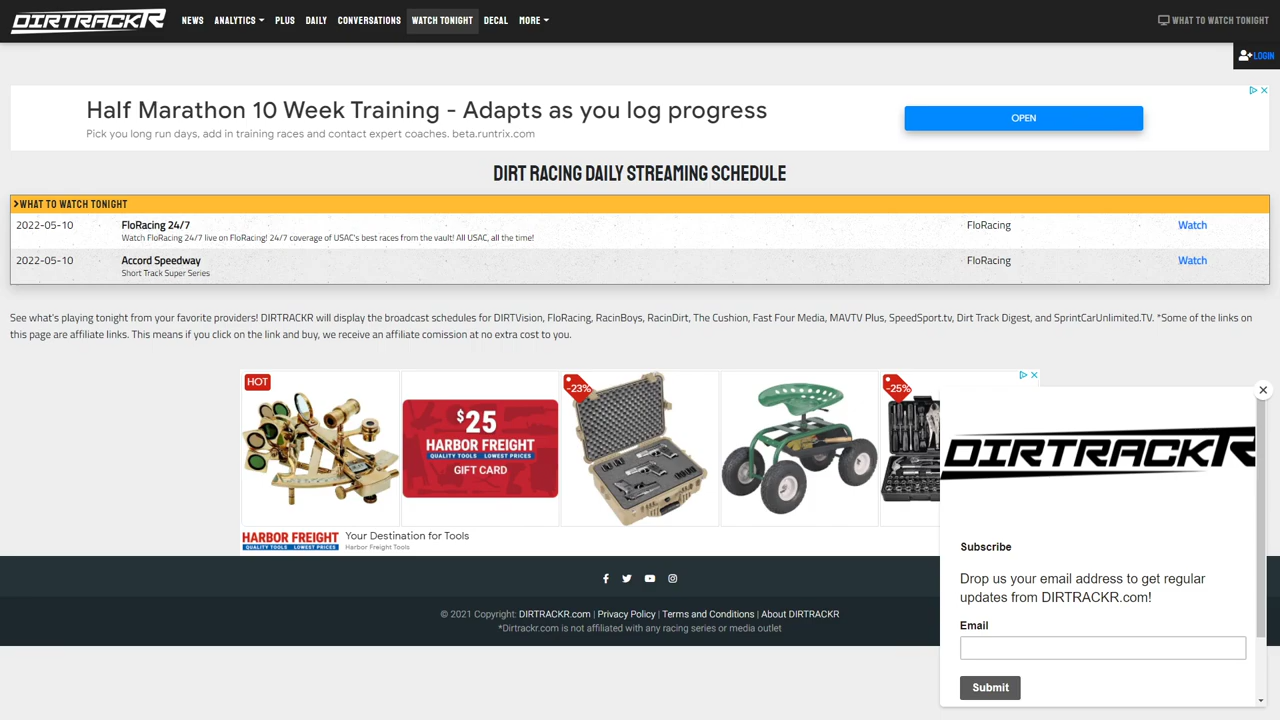 DIRTRACKR
NEWS ANALYTICS PLUS DAILY CONVERSATIONS WATCH TONIGHT DECAL MORE
WHAT TO WATCH TONIGHT
LOGIN
Half Marathon 10 Week Training - Adapts as you log progress
Pick you long run days, add in training races and contact expert coaches. beta.runtrix.com
OPEN
DIRT RACING DAILY STREAMING SCHEDULE
WHAT TO WATCH TONIGHT
2022-05-10 FloRacing 24/7 FloRacing Watch
Watch FloRacing 24/7 live on FloRacing! 24/7 coverage of USAC's best races from the vault! All USAC, all the time!
2022-05-10 Accord Speedway FloRacing Watch
Short Track Super Series
See what's playing tonight from your favorite providers! DIRTRACKR will display the broadcast schedules for DIRTVision, FloRacing, RacinBoys, RacinDirt, The Cushion, Fast Four Media, MAVTV Plus, SpeedSport.tv, Dirt Track Digest, and SprintCarUnlimited.TV. *Some of the links on
this page are affiliate links. This means if you click on the link and buy, we receive an affiliate comission at no extra cost to you.
HOT
$25
HARBOR FREIGHT
QUALITY TOOLS LOWEST PRICES
GIFT CARD
-23%
-25%
HARBOR FREIGHT
QUALITY TOOLS LOWEST PRICES
Your Destination for Tools
Harbor Freight Tools
DIRTRACKR
Subscribe
Drop us your email address to get regular
updates from DIRTRACKR.com!
Email
Submit
© 2021 Copyright: DIRTRACKR.com | Privacy Policy | Terms and Conditions | About DIRTRACKR
*Dirtrackr.com is not affiliated with any racing series or media outlet